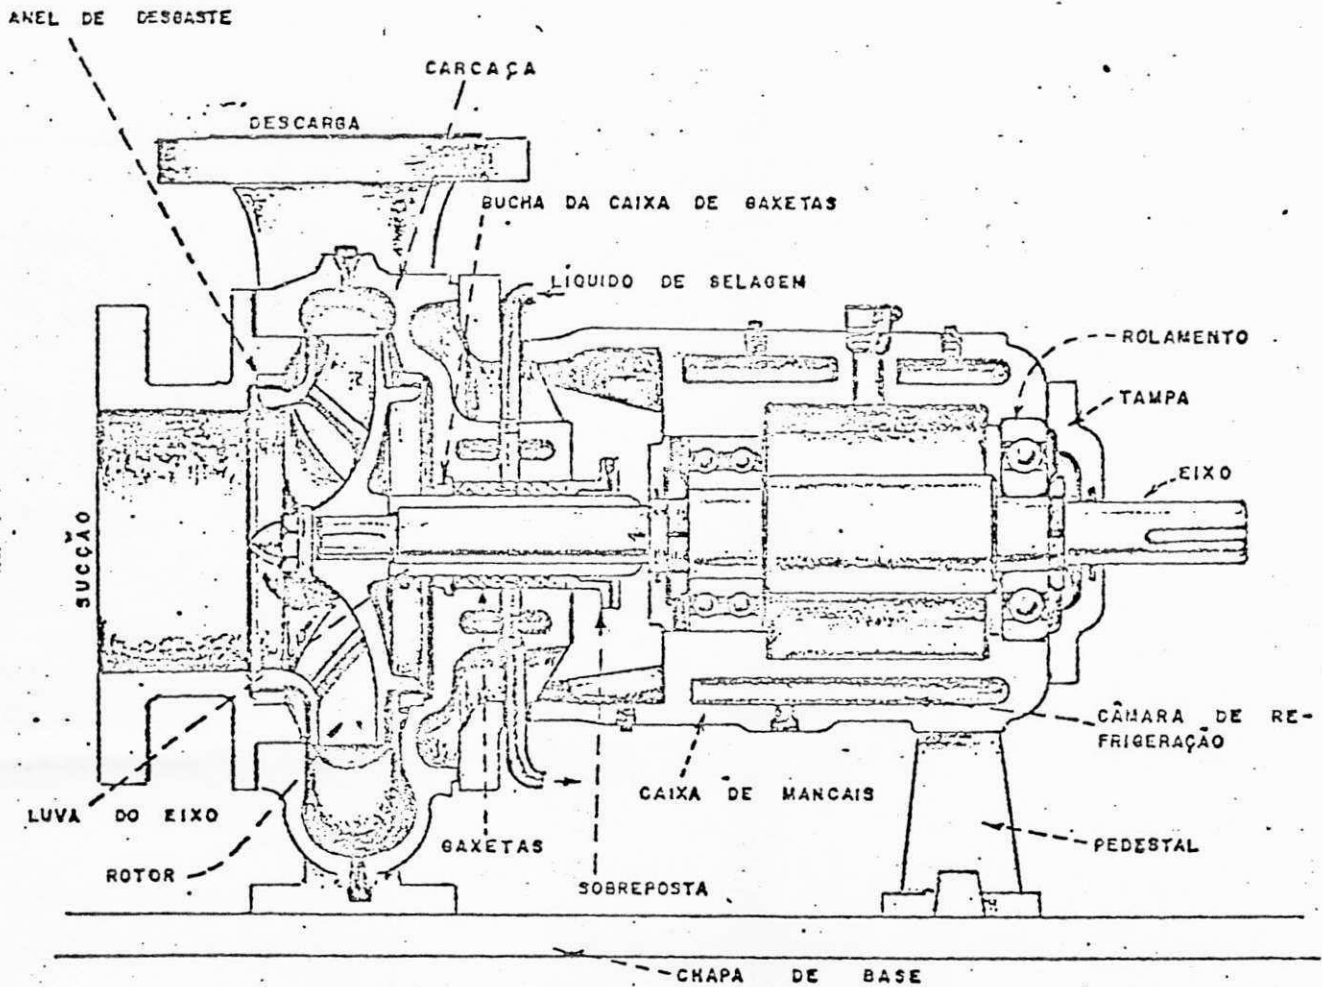 ANEL DE DESGASTE
CARCAÇA
DESCARGA
BUCHA DA CAIXA DE GAXETAS
LÍQUIDO DE SELAGEM
ROLAMENTO
TAMPA
EIXO
SUCÇÃO
CÂMARA DE RE-
FRIGERAÇÃO
CAIXA DE MANCAIS
LUVA DO EIXO
GAXETAS
PEDESTAL
ROTOR
SOBREPOSTA
CHAPA DE BASE